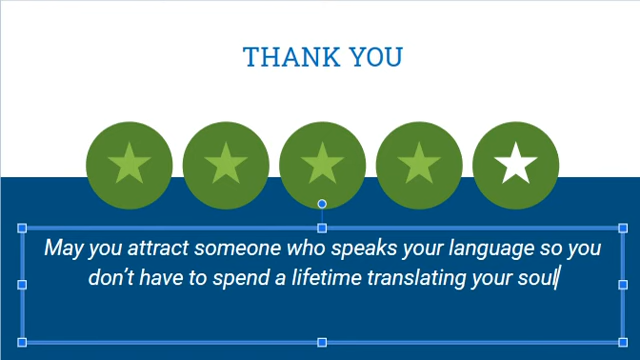 THANK YOU
May you attract someone who speaks your language so you
don't have to spend a lifetime translating your soul